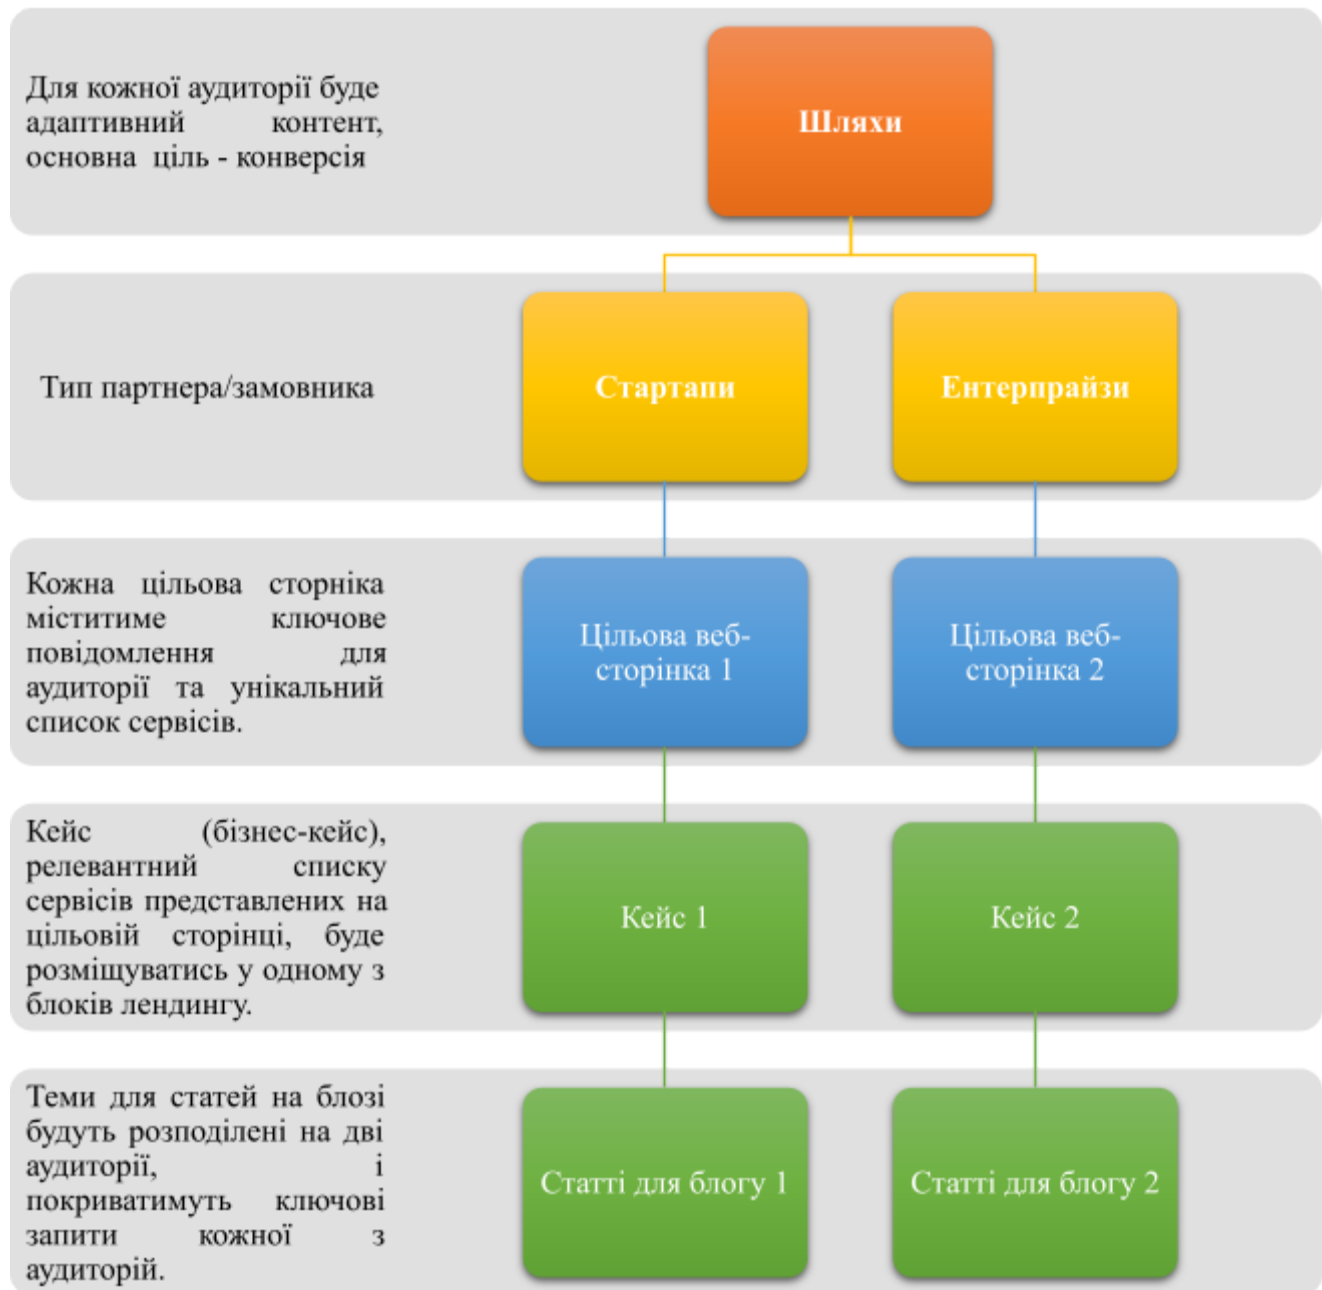 Для кожної аудиторії буде
адаптивний контент,
основна ціль - конверсія
Шляхи
Тип партнера/замовника
Стартапи
Ентерпрайзи
Кожна цільова сторніка
міститиме ключове
повідомлення для
аудиторії та унікальний
список сервісів.
Цільова веб-
сторінка 1
Цільова веб-
сторінка 2
Кейс (бізнес-кейс),
релевантний списку
сервісів представлених на
цільовій сторінці, буде
розміщуватись у одному з
блоків лендингу.
Кейс 1
Кейс 2
Теми для статей на блозі
будуть розподілені на дві
аудиторії, і
покриватимуть ключові
запити кожної з
аудиторій.
Статті для блогу 1
Статті для блогу 2